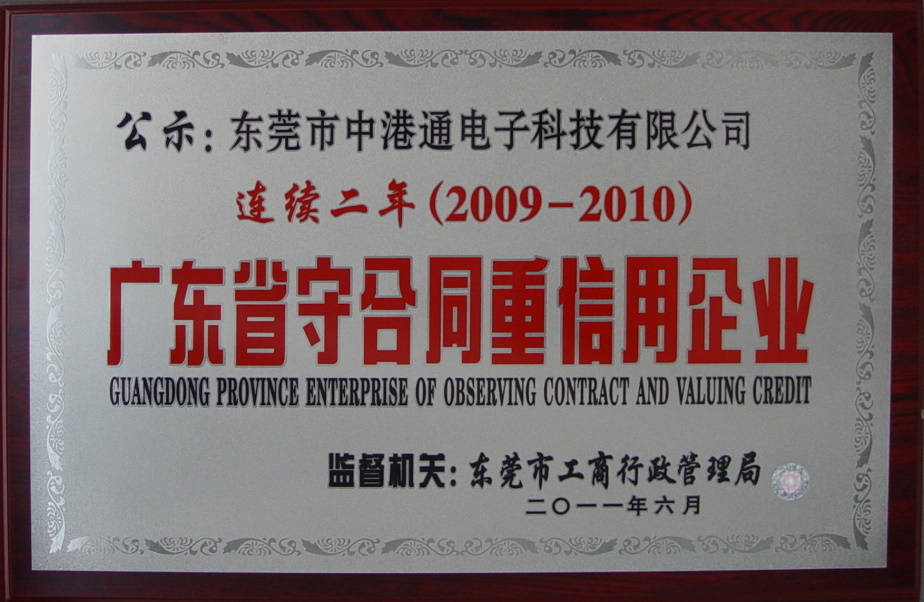 公示：东莞市中港通电子科技有限公司
连续二年（2009-2010）
广东省守合同重信用企业
GUANGDONG PROVINCE ENTERPRISE OF OBSERVING CONTRACT AND VALUING CREDIT
监督机关：东莞市工商行政管理局
二〇一一年六月